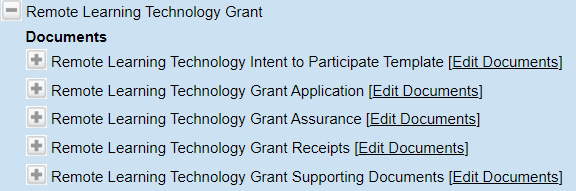 Remote Learning Technology Grant
Documents
Remote Learning Technology Intent to Participate Template [Edit Documents]
Remote Learning Technology Grant Application [Edit Documents]
Remote Learning Technology Grant Assurance [Edit Documents]
Remote Learning Technology Grant Receipts [Edit Documents]
Remote Learning Technology Grant Supporting Documents [Edit Documents]